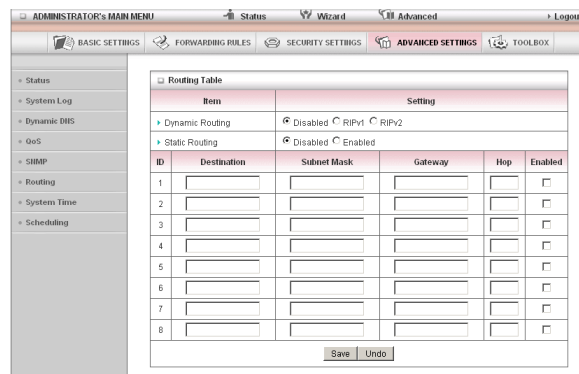 ADMINISTRATOR's MAIN MENU Status Wizard Advanced Logou
BASIC SETTINGS FORWARDING RULES SECURITY SETTINGS ADVANCED SETTINGS TOOLBOX
Status
System Log
Dynamic DNS
QoS
SNMP
Routing
System Time
Scheduling
Routing Table
Item Setting
Dynamic Routing Disabled RIPv1 RIPv2
Static Routing Disabled Enabled
ID Destination Subnet Mask Gateway Hop Enabled
1
2
3
4
5
6
7
8
Save Undo